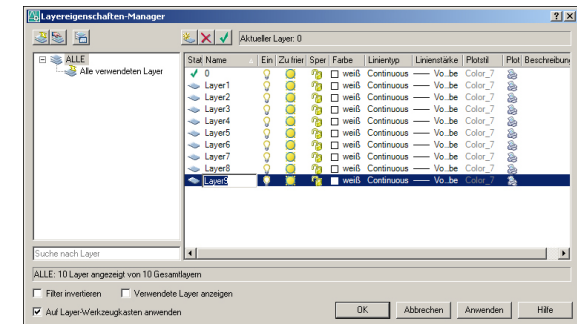 Layereigenschaften-Manager
Aktueller Layer: 0
ALLE
Alle verwendeten Layer
Stat Name Ein Zu frier Sper Farbe Linientyp Linienstärke Plotstil Plot Beschreibung
0 weiß Continuous Vo...be Color_7
Layer1 weiß Continuous Vo...be Color_7
Layer2 weiß Continuous Vo...be Color_7
Layer3 weiß Continuous Vo...be Color_7
Layer4 weiß Continuous Vo...be Color_7
Layer5 weiß Continuous Vo...be Color_7
Layer6 weiß Continuous Vo...be Color_7
Layer7 weiß Continuous Vo...be Color_7
Layer8 weiß Continuous Vo...be Color_7
Layer9 weiß Continuous Vo...be Color_7
Suche nach Layer
ALLE: 10 Layer angezeigt von 10 Gesamtlayern
Filter invertieren Verwendete Layer anzeigen
Auf Layer-Werkzeugkasten anwenden
OK Abbrechen Anwenden Hilfe